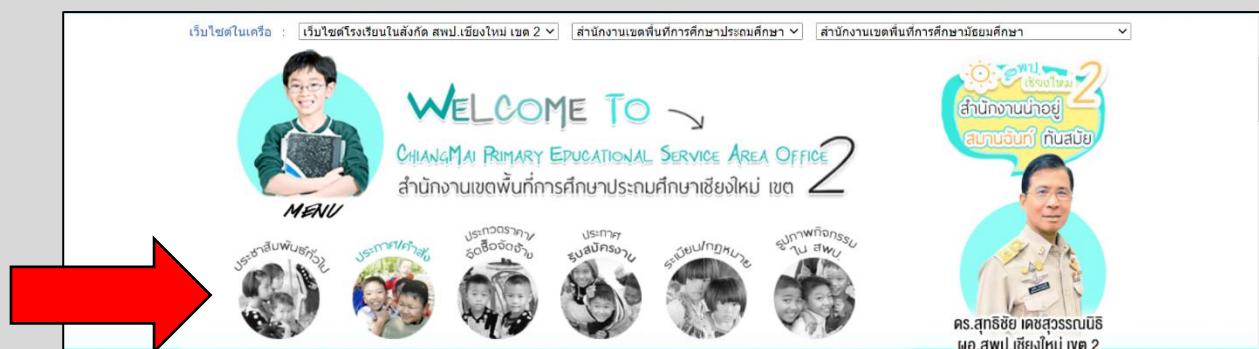 เว็บไซต์ในเครือ : เว็บไซต์โรงเรียนในสังกัด สพป.เชียงใหม่ เขต 2 สำนักงานเขตพื้นที่การศึกษาประถมศึกษา สำนักงานเขตพื้นที่การศึกษามัธยมศึกษา
WELCOME TO
CHIANGMAI PRIMARY EDUCATIONAL SERVICE AREA OFFICE 2
สำนักงานเขตพื้นที่การศึกษาประถมศึกษาเชียงใหม่ เขต
MENU
ประชาสัมพันธ์ทั่วไป
ประกาศ/คำสั่ง
ประกวดราคา/
จัดซื้อจัดจ้าง
ประกาศ
รับสมัครงาน
ระเบียบ/กฎหมาย
รูปภาพกิจกรรม
ใน สพป.
สพป.
เชียงใหม่ 2
สำนักงานน่าอยู่
สมานฉันท์ ทันสมัย
ดร.สุทธิชัย เดชสุวรรณนิธิ
ผอ.สพป.เชียงใหม่ เขต 2